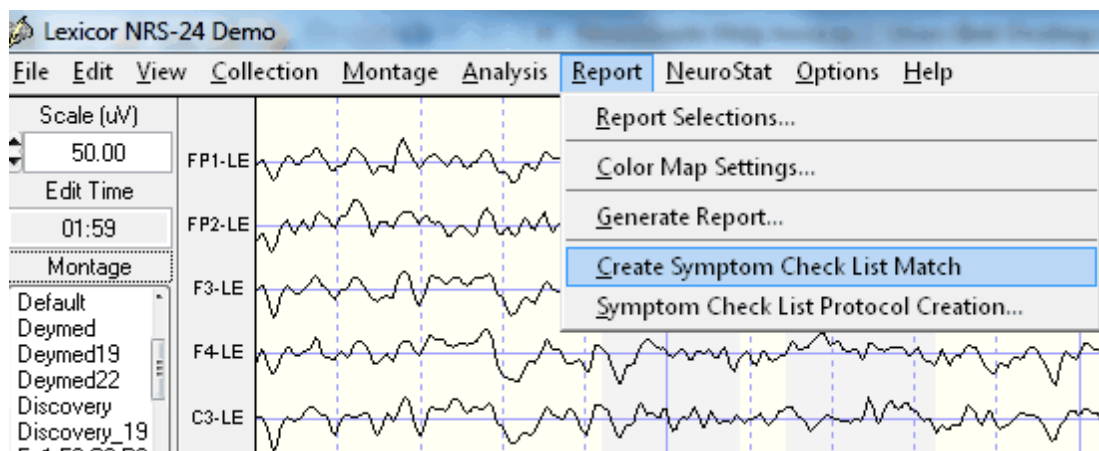 Lexicor NRS-24 Demo
File Edit View Collection Montage Analysis Report NeuroStat Options Help
Scale (uV)
50.00
Edit Time
01:59
Montage
Default
Deymed
Deymed19
Deymed22
Discovery
Discovery_19
FP1-LE
FP2-LE
F3-LE
F4-LE
C3-LE
Report Selections...
Color Map Settings...
Generate Report...
Create Symptom Check List Match
Symptom Check List Protocol Creation...